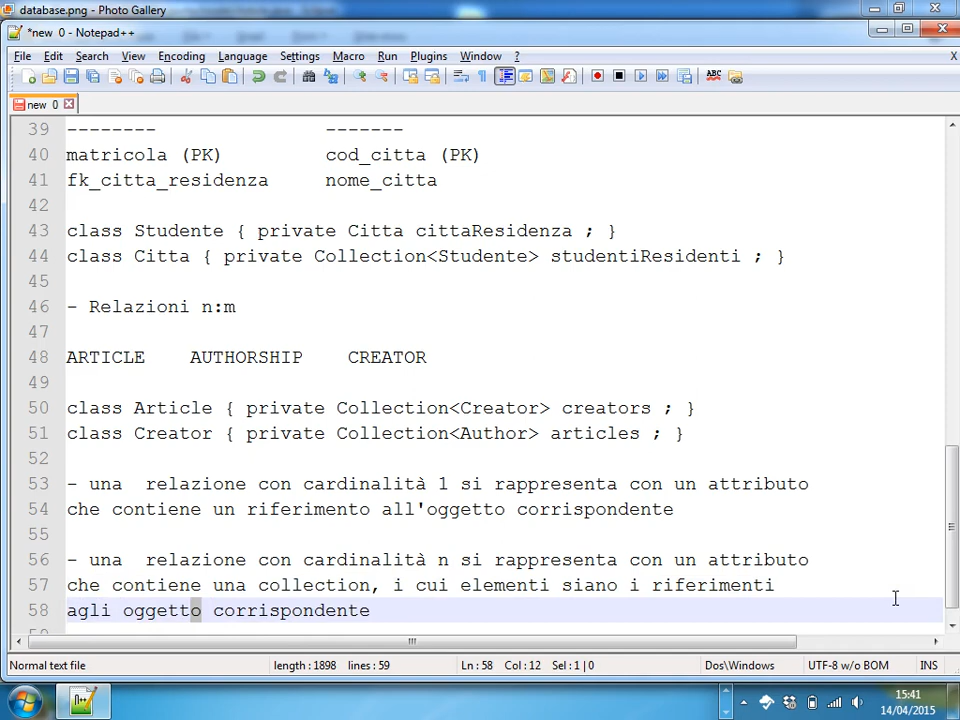 database.png - Photo Gallery
*new 0 - Notepad++
File Edit Search View Encoding Language Settings Macro Run Plugins Window ? X
ABC
new 0
39 -------- -------
40 matricola (PK) cod_citta (PK)
41 fk_citta_residenza nome_citta
42
43 class Studente { private Citta cittaResidenza ; }
44 class Citta { private Collection<Studente> studentiResidenti ; }
45
46 - Relazioni n:m
47
48 ARTICLE AUTHORSHIP CREATOR
49
50 class Article { private Collection<Creator> creators ; }
51 class Creator { private Collection<Author> articles ; }
52
53 - una relazione con cardinalità 1 si rappresenta con un attributo
54 che contiene un riferimento all'oggetto corrispondente
55
56 - una relazione con cardinalità n si rappresenta con un attributo
57 che contiene una collection, i cui elementi siano i riferimenti
58 agli oggetto corrispondente
Normal text file length : 1898 lines : 59 Ln : 58 Col : 12 Sel : 1 | 0 Dos\Windows UTF-8 w/o BOM INS
15:41
14/04/2015